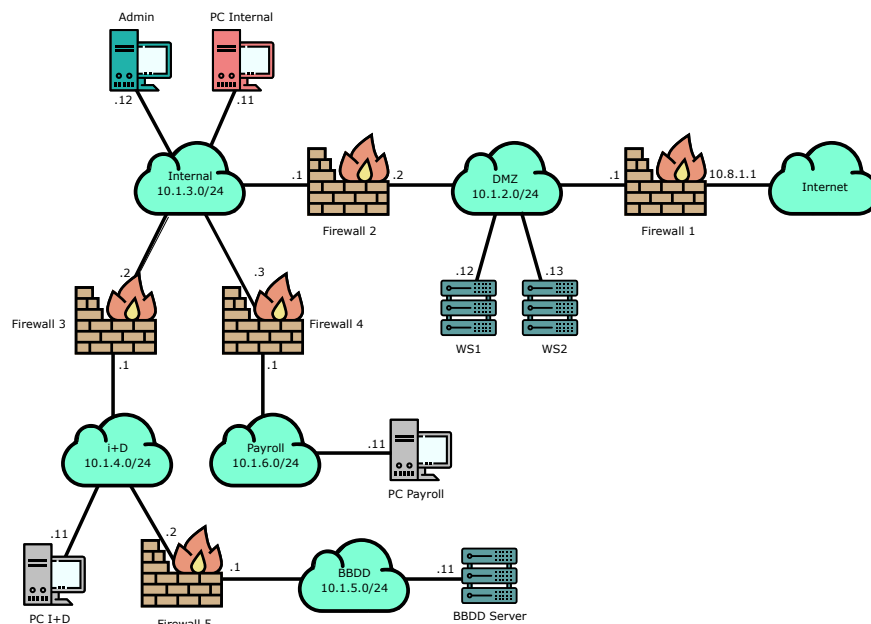 Admin
PC Internal
.12
.11
Internal
10.1.3.0/24
.1
.2
Firewall 2
DMZ
10.1.2.0/24
.1
10.8.1.1
Firewall 1
Internet
.12
.13
WS1
WS2
.2
.3
Firewall 3
Firewall 4
.1
.1
i+D
10.1.4.0/24
Payroll
10.1.6.0/24
.11
PC Payroll
.11
.2
.1
BBDD
10.1.5.0/24
.11
PC I+D
Firewall 5
BBDD Server